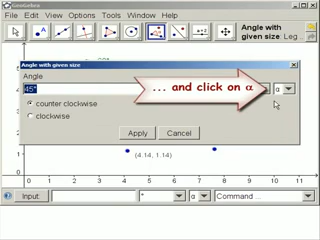 GeoGebra
File Edit View Options Tools Window Help
Angle with
given size Leg ...
Angle with given size
Angle
45°
... and click on α
α
counter clockwise
clockwise
Apply Cancel
(4.14, 1.14)
0 1 2 3 4 5 6 7 8 9 10 11
Input: ° α Command ...